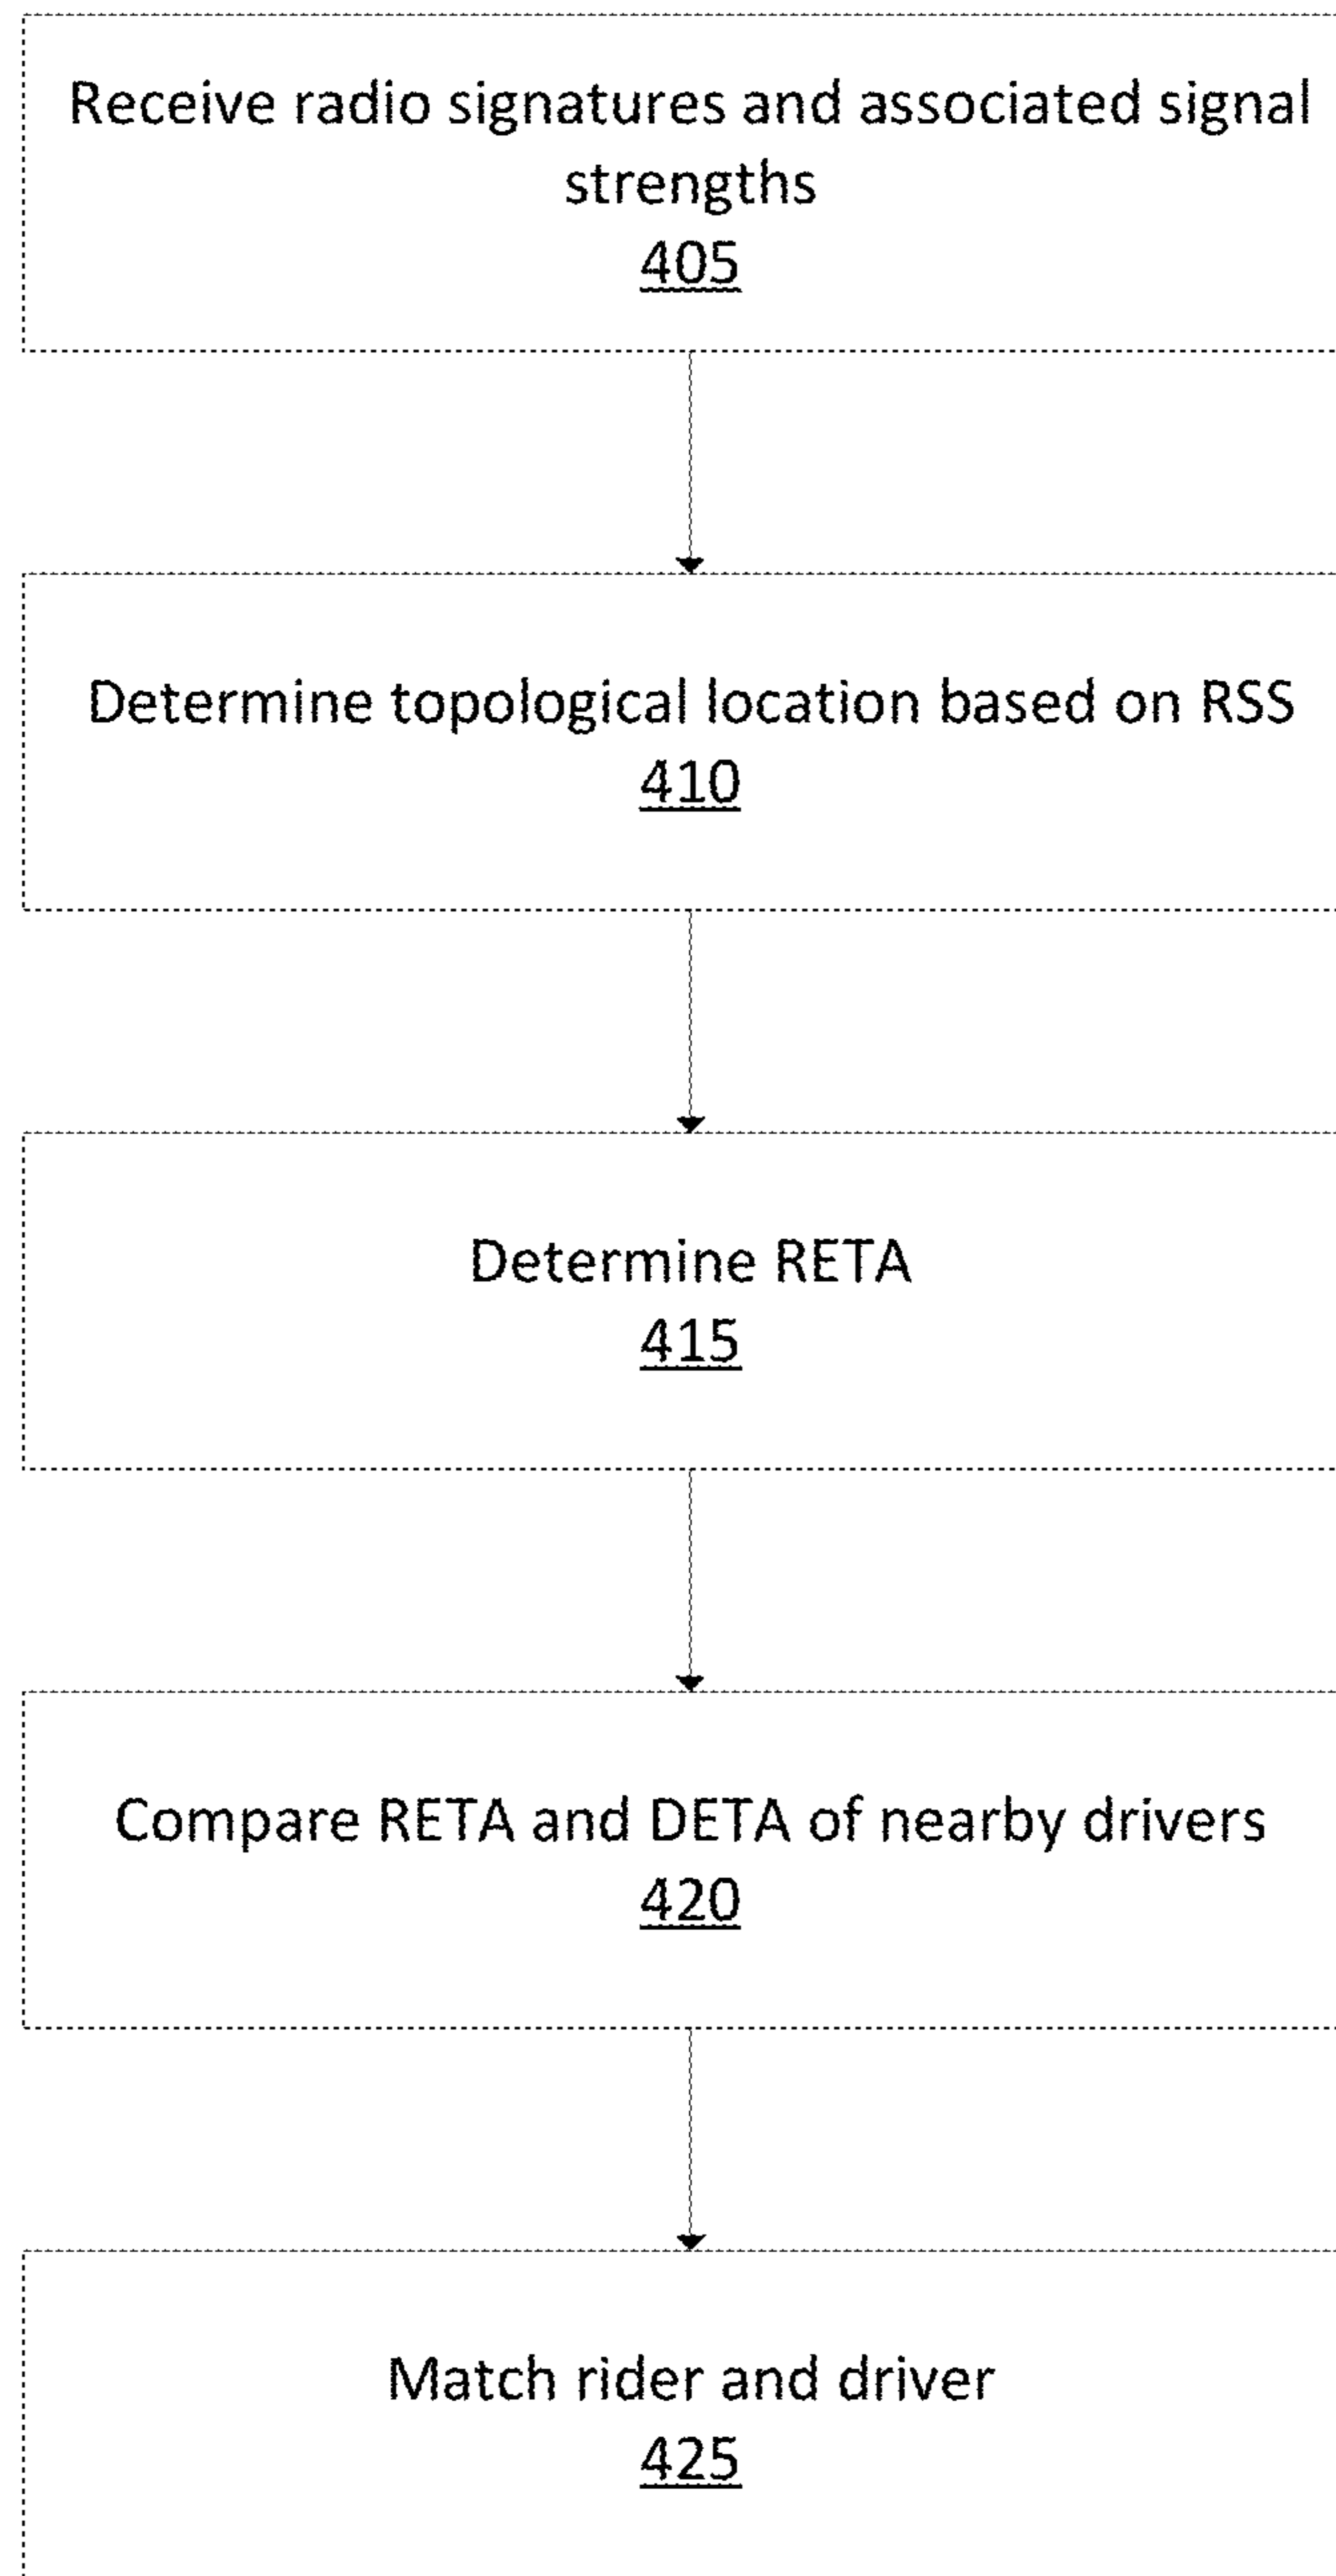 Receive radio signatures and associated signal
strengths
405
Determine topological location based on RSS
410
Determine RETA
415
Compare RETA and DETA of nearby drivers
420
Match rider and driver
425